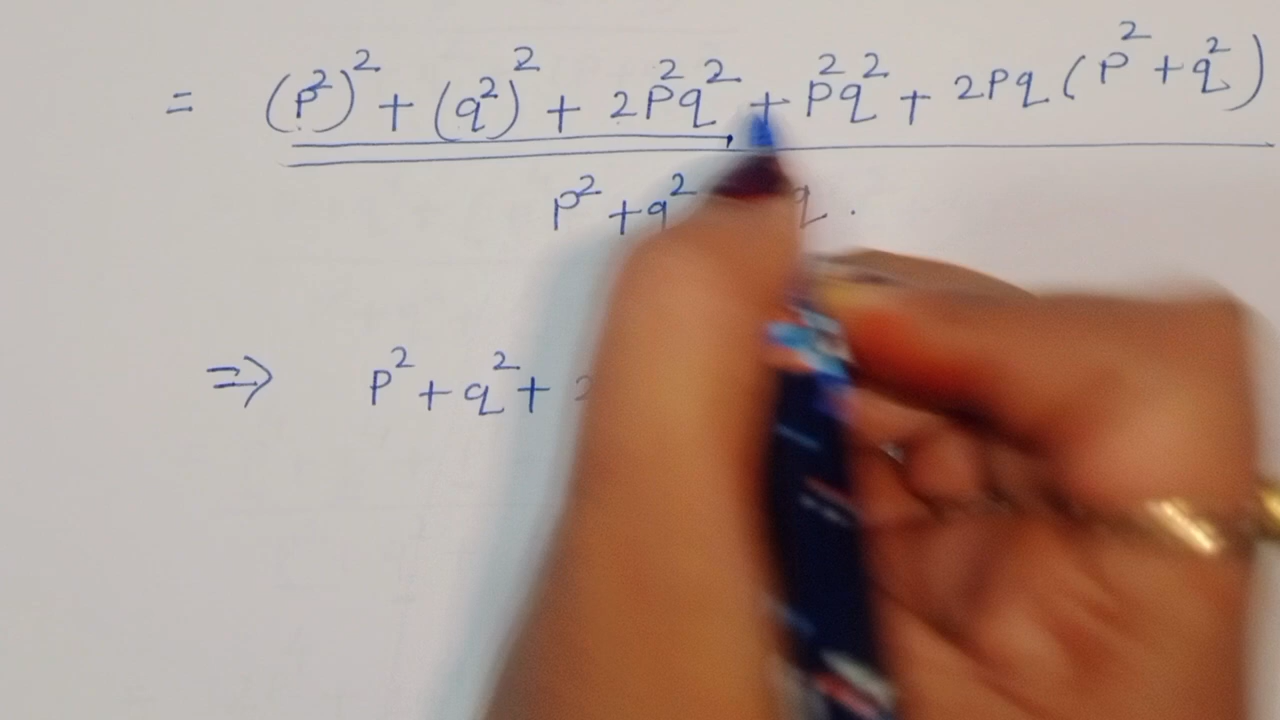 = (p²)² + (q²)² + 2p²q² + p²q² + 2pq (p² + q²)
p² + q² q .
⇒ p² + q² +